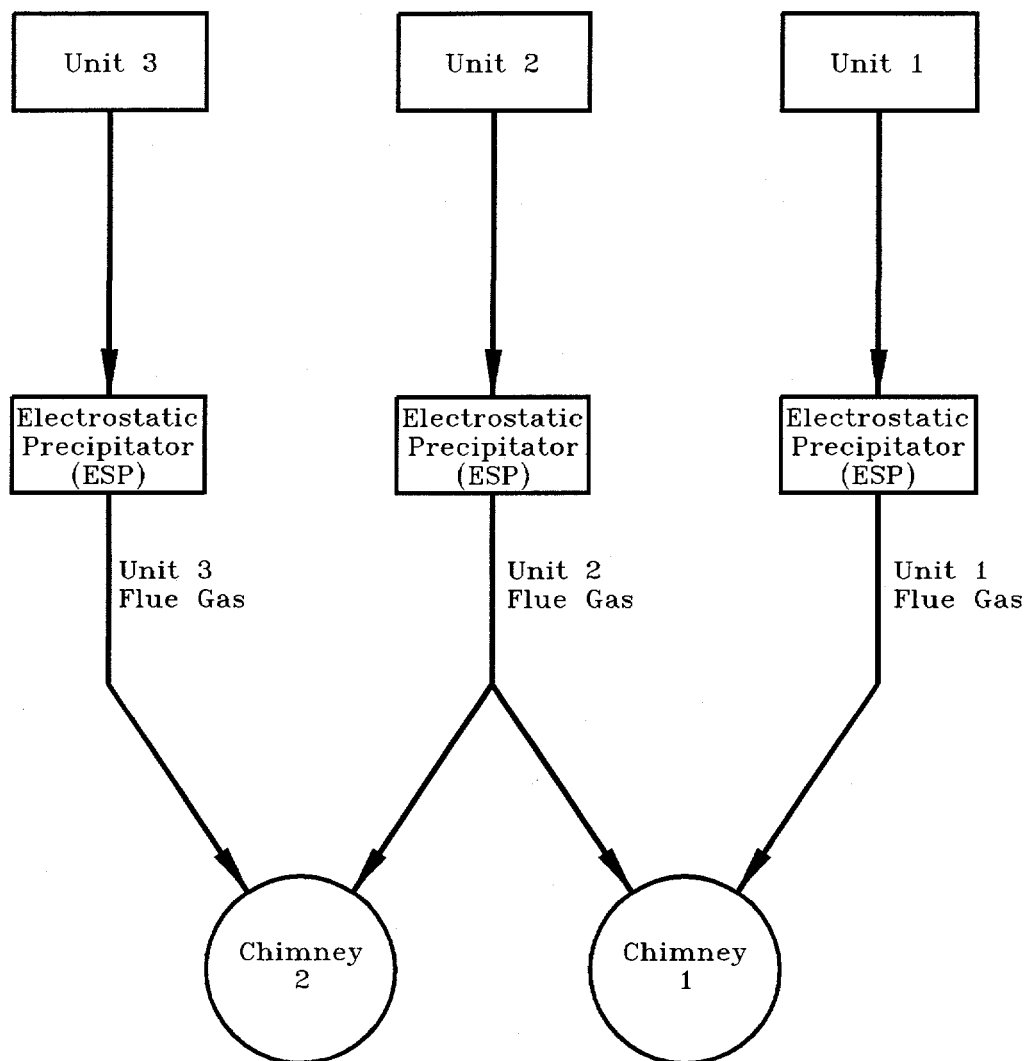 Unit 3
Unit 2
Unit 1
Electrostatic
Precipitator
(ESP)
Electrostatic
Precipitator
(ESP)
Electrostatic
Precipitator
(ESP)
Unit 3
Flue Gas
Unit 2
Flue Gas
Unit 1
Flue Gas
Chimney
2
Chimney
1